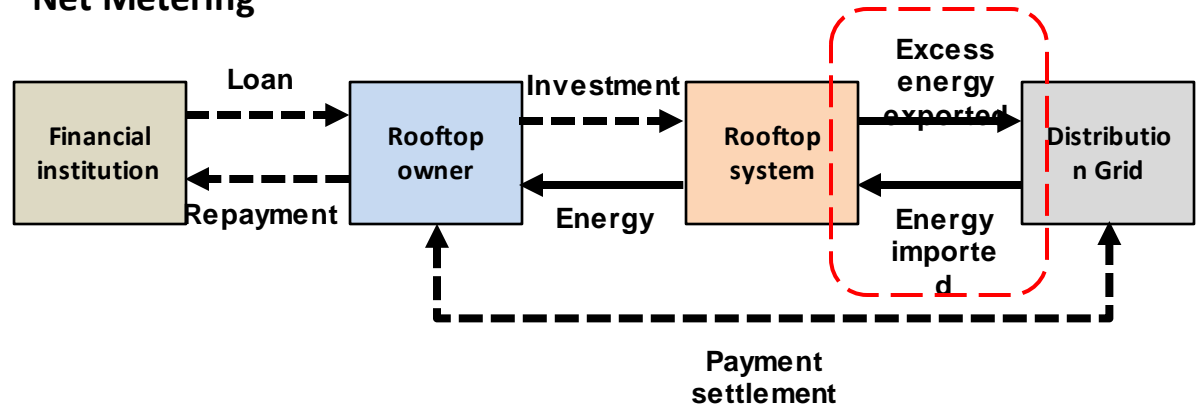 Net Metering
Loan
Financial
institution
Repayment
Rooftop
owner
Investment
Energy
Rooftop
system
Excess
energy
exported
Energy
importe
d
Distributio
n Grid
Payment
settlement